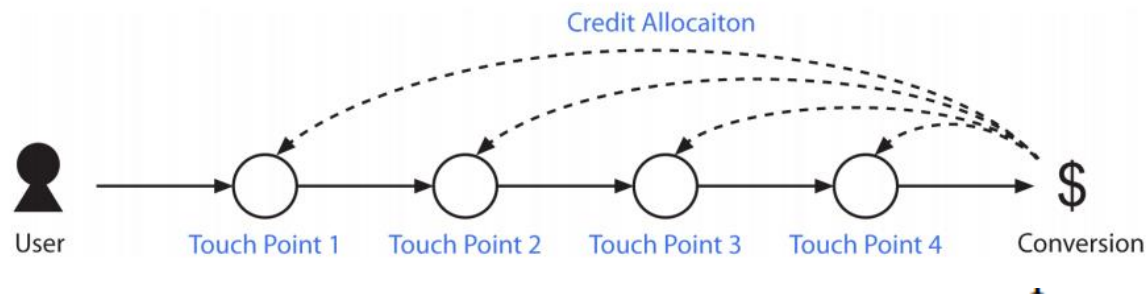 Credit Allocaiton
$
User
Touch Point 1
Touch Point 2
Touch Point 3
Touch Point 4
Conversion